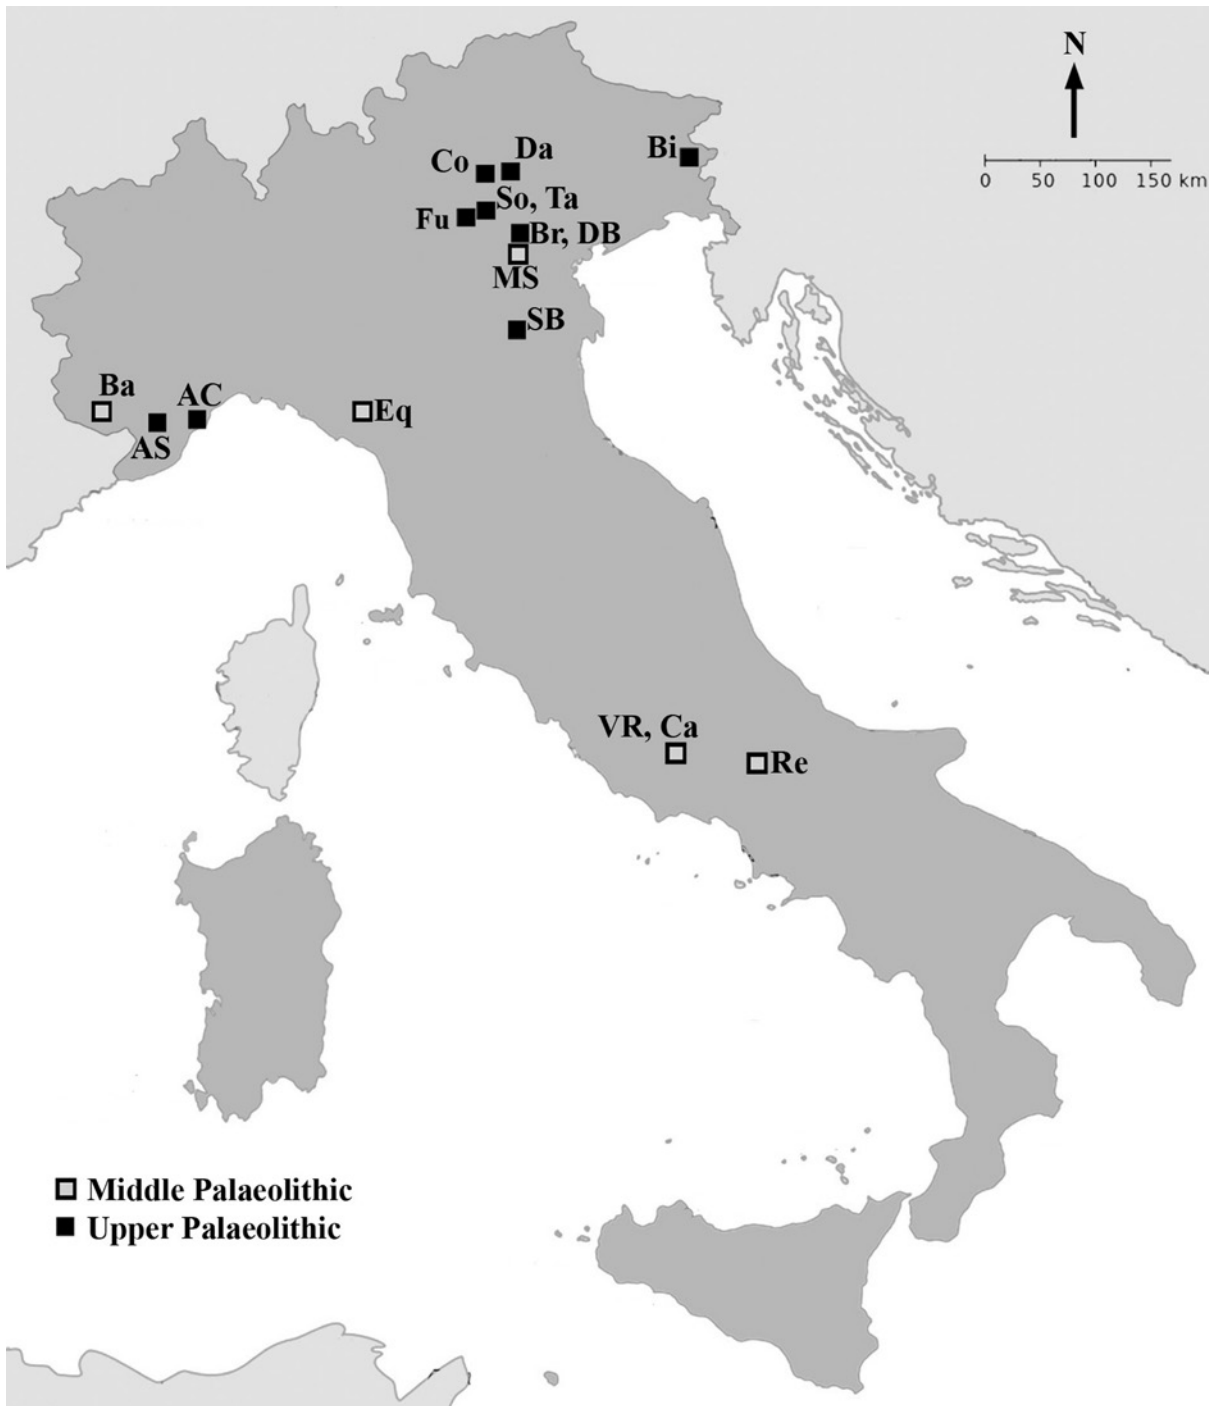 N
0 50 100 150 km
Bi
Da
Co
So, Ta
Fu
Br, DB
MS
SB
Ba
AC
Eq
AS
VR, Ca
Re
Middle Palaeolithic
Upper Palaeolithic